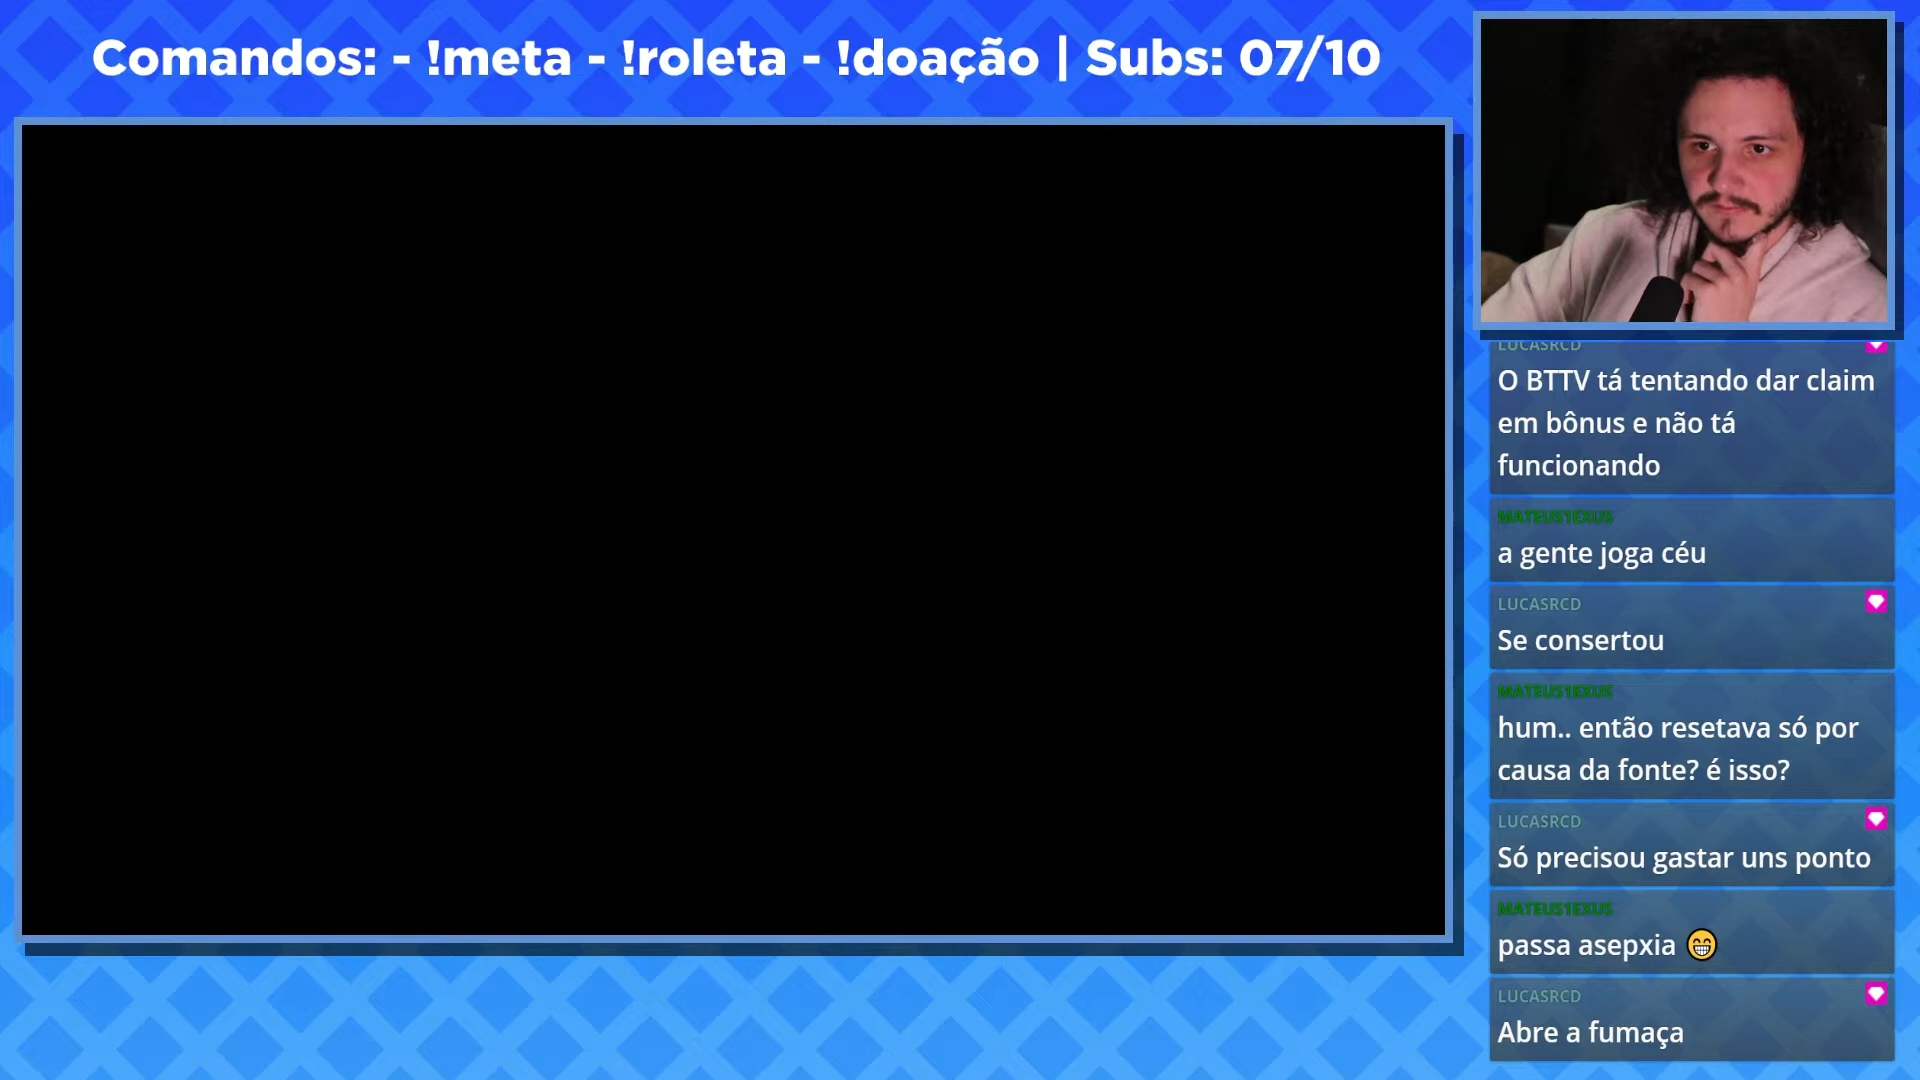 Comandos: - !meta - !roleta - !doação | Subs: 07/10
LUCASRCD
O BTTV tá tentando dar claim
em bônus e não tá
funcionando
MATEUS1EXUS
a gente joga céu
LUCASRCD
Se consertou
MATEUS1EXUS
hum.. então resetava só por
causa da fonte? é isso?
LUCASRCD
Só precisou gastar uns ponto
MATEUS1EXUS
passa asepxia 😁
LUCASRCD
Abre a fumaça